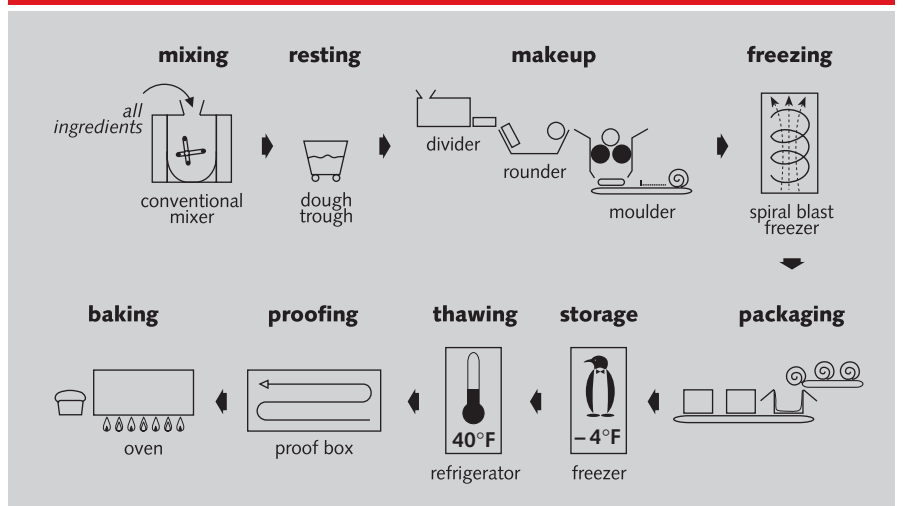 mixing
resting
makeup
freezing
all
ingredients
divider
rounder
moulder
conventional
mixer
dough
trough
spiral blast
freezer
baking
proofing
thawing
storage
packaging
40°F
– 4°F
oven
proof box
refrigerator
freezer